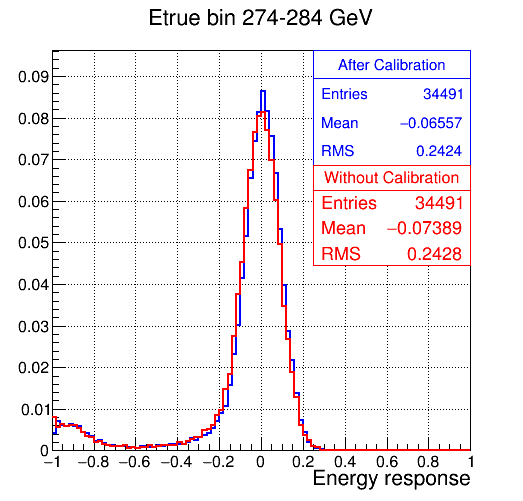 Etrue bin 274-284 GeV
After Calibration
Entries 34491
Mean −0.06557
RMS 0.2424
Without Calibration
Entries 34491
Mean −0.07389
RMS 0.2428
0.09
0.08
0.07
0.06
0.05
0.04
0.03
0.02
0.01
0
−1 −0.8 −0.6 −0.4 −0.2 0 0.2 0.4 0.6 0.8 1
Energy response